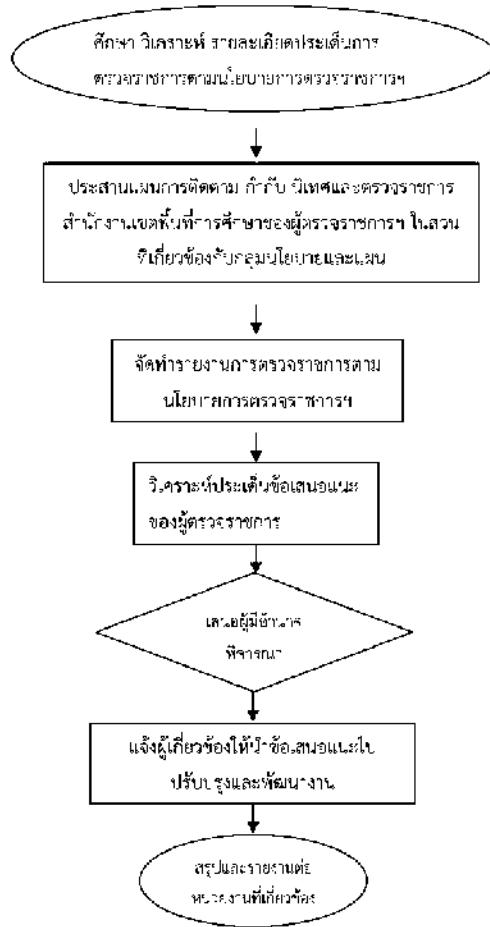 ศึกษา วิเคราะห์ รายละเอียดประเด็นการ
ตรวจราชการตามนโยบายการตรวจราชการฯ
ประสานแผนการติดตาม กำกับ นิเทศและตรวจราชการ
สำนักงานเขตพื้นที่การศึกษาของผู้ตรวจราชการฯ ในส่วน
ที่เกี่ยวข้องกับกลุ่มนโยบายและแผน
จัดทำรายงานการตรวจราชการตาม
นโยบายการตรวจราชการฯ
วิเคราะห์ประเด็นข้อเสนอแนะ
ของผู้ตรวจราชการ
เสนอผู้มีอำนาจ
พิจารณา
แจ้งผู้เกี่ยวข้องให้นำข้อเสนอแนะไป
ปรับปรุงและพัฒนางาน
สรุปและรายงานต่อ
หน่วยงานที่เกี่ยวข้อง